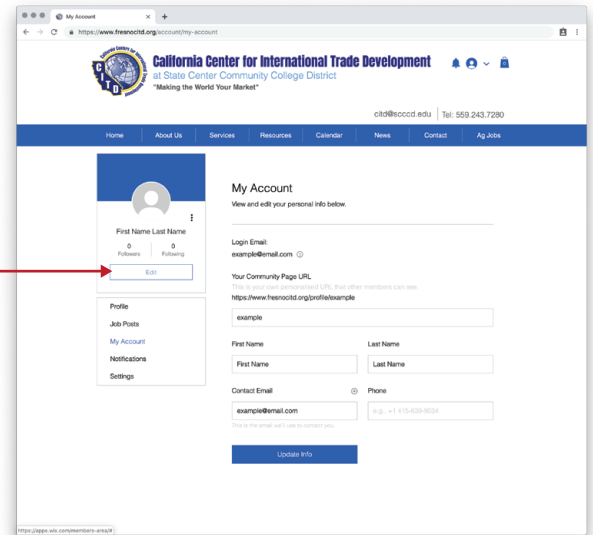 My Account
https://www.fresnocitd.org/account/my-account
California Center for International Trade Development
at State Center Community College District
"Making the World Your Market"
CITD
citd@scccd.edu Tel: 559.243.7280
Home About Us Services Resources Calendar News Contact Ag Jobs
First Name Last Name
0 0
Followers Following
Edit
Profile
Job Posts
My Account
Notifications
Settings
My Account
View and edit your personal info below.
Login Email:
example@email.com
Your Community Page URL
This is your own personalised URL that other members can see.
https://www.fresnocitd.org/profile/example
example
First Name Last Name
First Name Last Name
Contact Email Phone
example@email.com e.g., +1 415-639-9034
This is the email we'll use to contact you.
Update Info
https://apps.wix.com/members-area/#